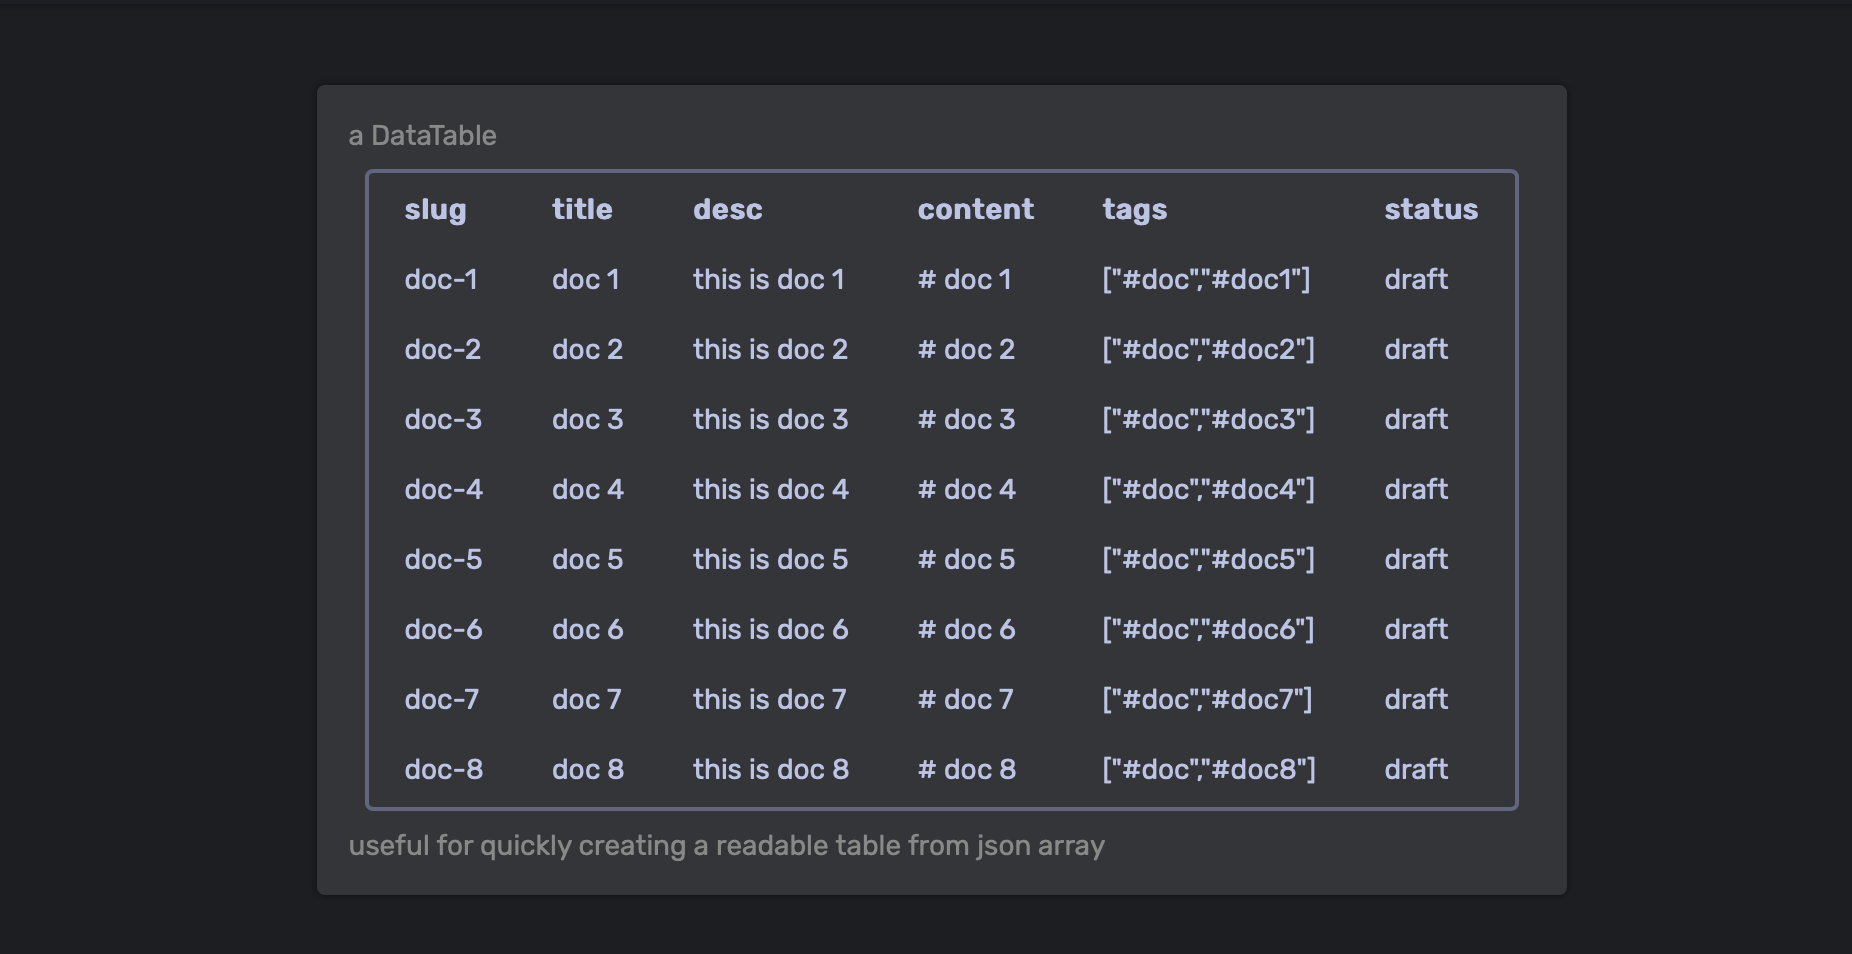 a DataTable
slug title desc content tags status
doc-1 doc 1 this is doc 1 # doc 1 ["#doc","#doc1"] draft
doc-2 doc 2 this is doc 2 # doc 2 ["#doc","#doc2"] draft
doc-3 doc 3 this is doc 3 # doc 3 ["#doc","#doc3"] draft
doc-4 doc 4 this is doc 4 # doc 4 ["#doc","#doc4"] draft
doc-5 doc 5 this is doc 5 # doc 5 ["#doc","#doc5"] draft
doc-6 doc 6 this is doc 6 # doc 6 ["#doc","#doc6"] draft
doc-7 doc 7 this is doc 7 # doc 7 ["#doc","#doc7"] draft
doc-8 doc 8 this is doc 8 # doc 8 ["#doc","#doc8"] draft
useful for quickly creating a readable table from json array